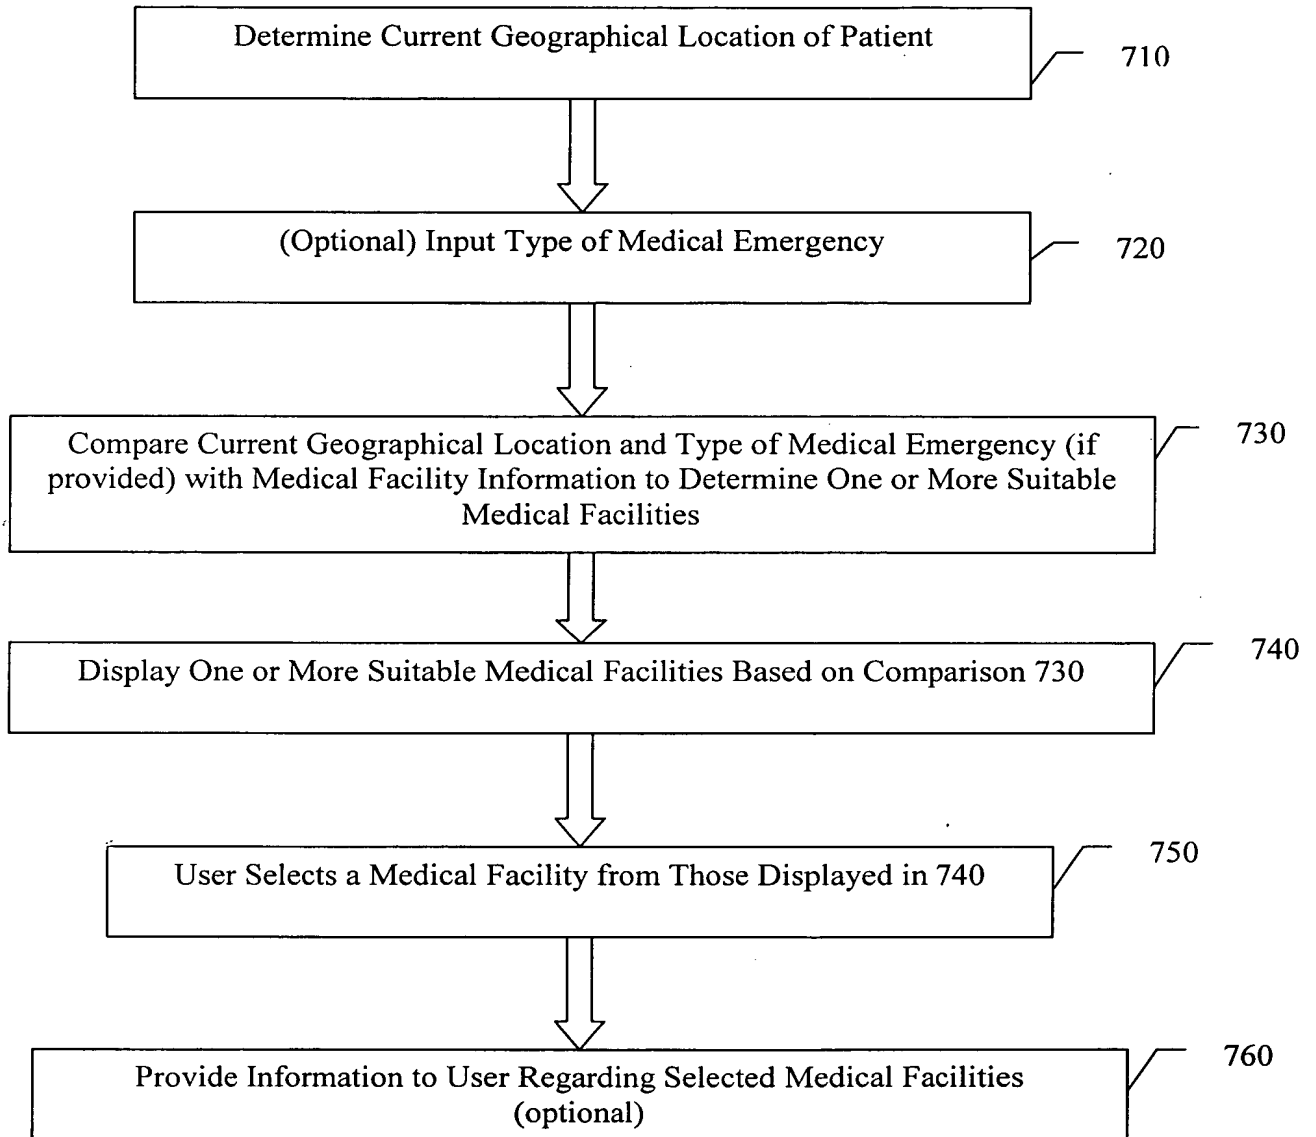 Determine Current Geographical Location of Patient
710
(Optional) Input Type of Medical Emergency
720
Compare Current Geographical Location and Type of Medical Emergency (if
provided) with Medical Facility Information to Determine One or More Suitable
Medical Facilities
730
Display One or More Suitable Medical Facilities Based on Comparison 730
740
User Selects a Medical Facility from Those Displayed in 740
750
Provide Information to User Regarding Selected Medical Facilities
(optional)
760